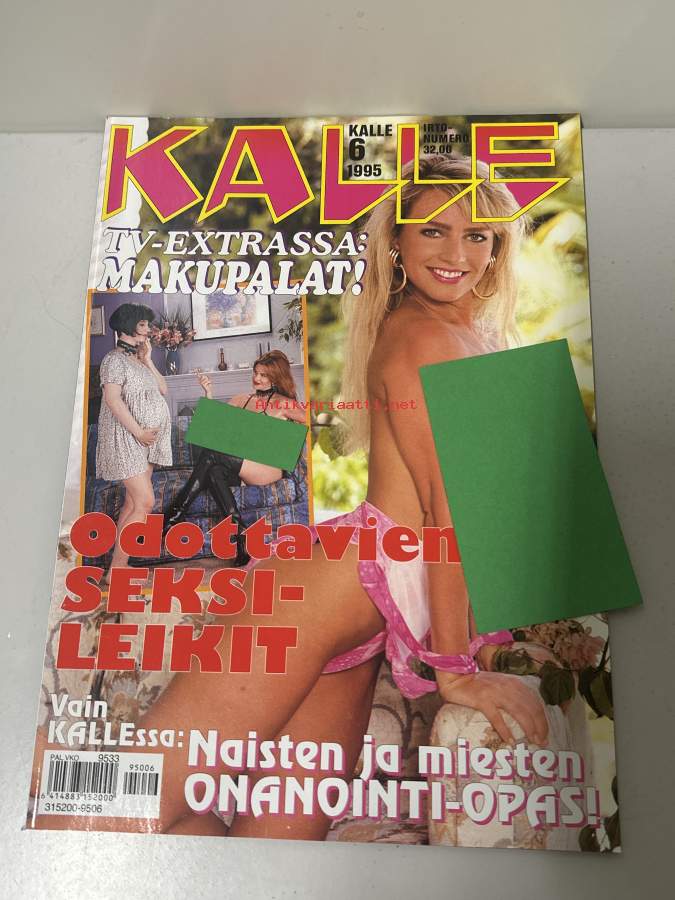 KALLE
KALLE
6
1995
IRTO-
NUMERO
32,00
TV-EXTRASSA:
MAKUPALAT!
Antikvariaatti.net
Odottavien
SEKSI-
LEIKIT
Vain
KALLEssa:
Naisten ja miesten
ONANOINTI-OPAS!
PAL.VKO 9533
95006
6 414883 152000
315200-9506